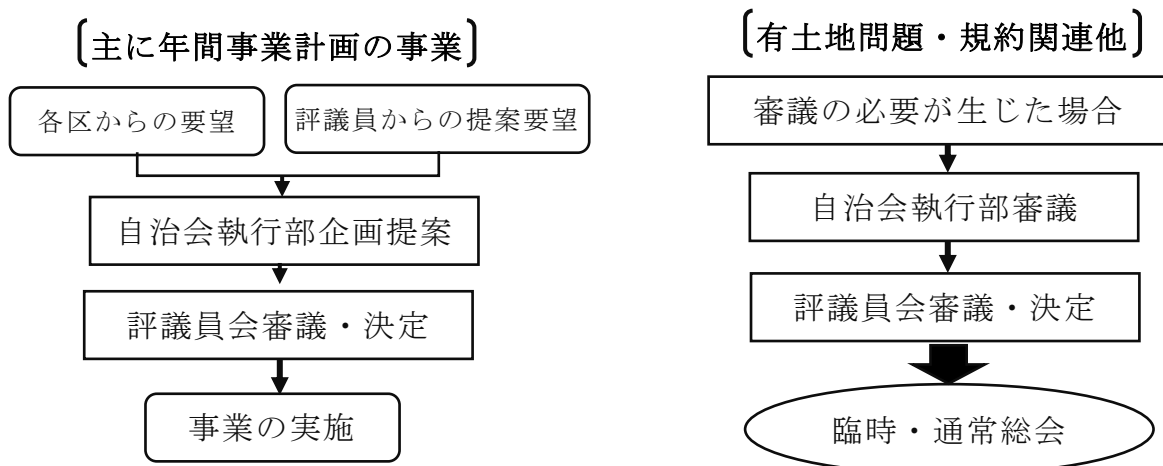 〔主に年間事業計画の事業〕
各区からの要望
評議員からの提案要望
自治会執行部企画提案
評議員会審議・決定
事業の実施
〔有土地問題・規約関連他〕
審議の必要が生じた場合
自治会執行部審議
評議員会審議・決定
臨時・通常総会